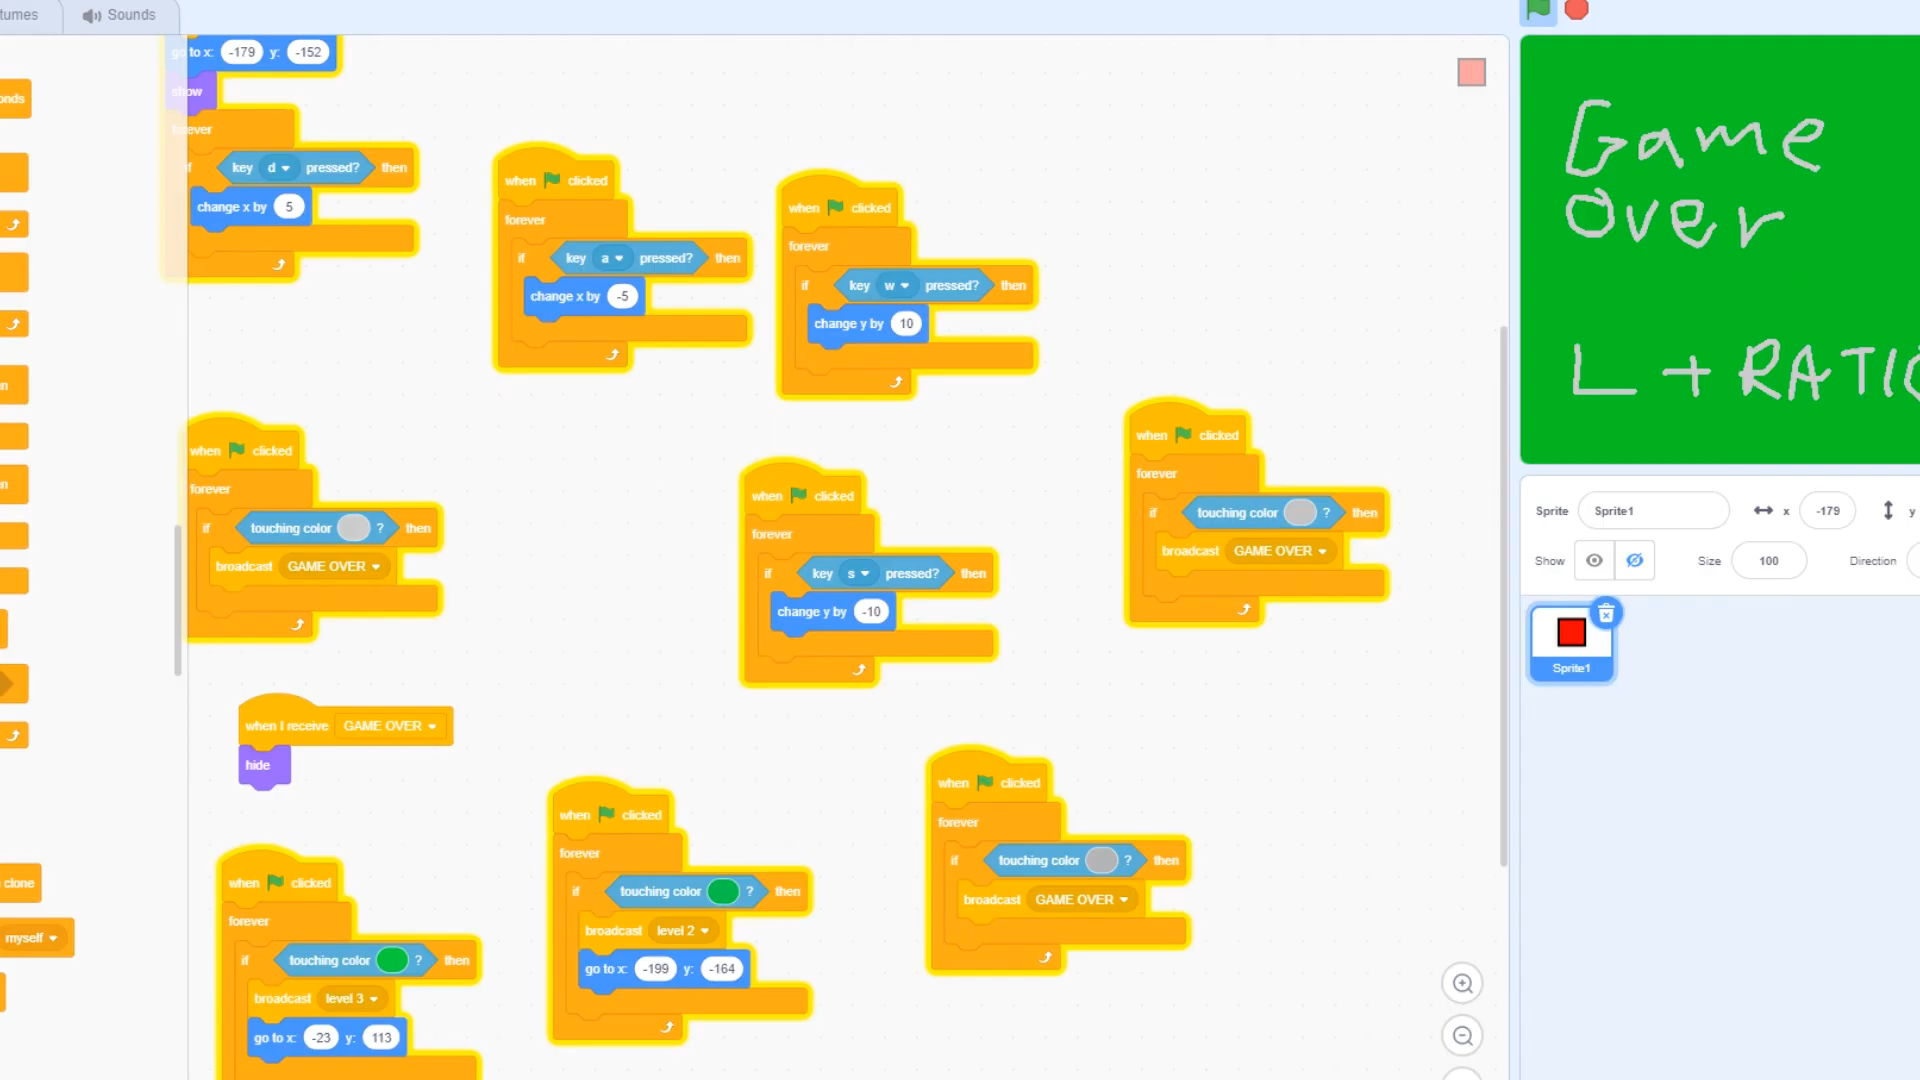 Sounds
go to x: -179 y: -152
show
forever
key d pressed? then
change x by 5
when clicked
forever
if key a pressed? then
change x by -5
when clicked
forever
if key w pressed? then
change y by 10
when clicked
forever
if touching color ? then
broadcast GAME OVER
when clicked
forever
if key s pressed? then
change y by -10
when clicked
forever
if touching color ? then
broadcast GAME OVER
when I receive GAME OVER
hide
when clicked
forever
if touching color ? then
broadcast level 3
go to x: -23 y: 113
when clicked
forever
if touching color ? then
broadcast level 2
go to x: -199 y: -164
when clicked
forever
if touching color ? then
broadcast GAME OVER
clone
myself
Game
Over
L + RATIO
Sprite Sprite1 x -179 y
Show Size 100 Direction
Sprite1